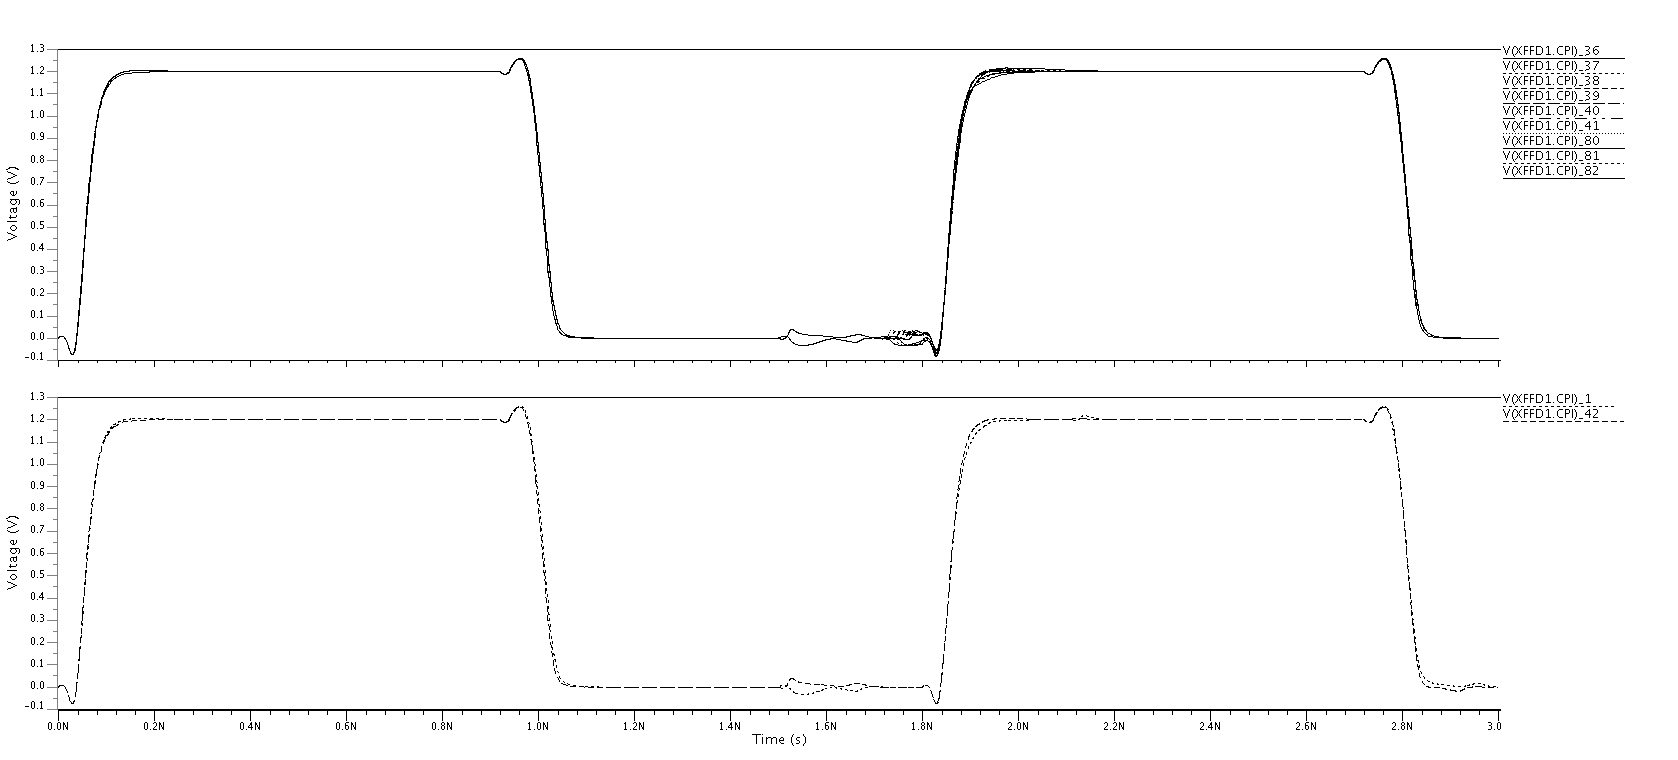 1.3
1.2
1.1
1.0
0.9
0.8
0.7
0.6
0.5
0.4
0.3
0.2
0.1
0.0
-0.1
Voltage (V)
V(XFFD1.CPI)_36
V(XFFD1.CPI)_37
V(XFFD1.CPI)_38
V(XFFD1.CPI)_39
V(XFFD1.CPI)_40
V(XFFD1.CPI)_41
V(XFFD1.CPI)_80
V(XFFD1.CPI)_81
V(XFFD1.CPI)_82
1.3
1.2
1.1
1.0
0.9
0.8
0.7
0.6
0.5
0.4
0.3
0.2
0.1
0.0
-0.1
Voltage (V)
V(XFFD1.CPI)_1
V(XFFD1.CPI)_42
0.0N 0.2N 0.4N 0.6N 0.8N 1.0N 1.2N 1.4N 1.6N 1.8N 2.0N 2.2N 2.4N 2.6N 2.8N 3.0
Time (s)